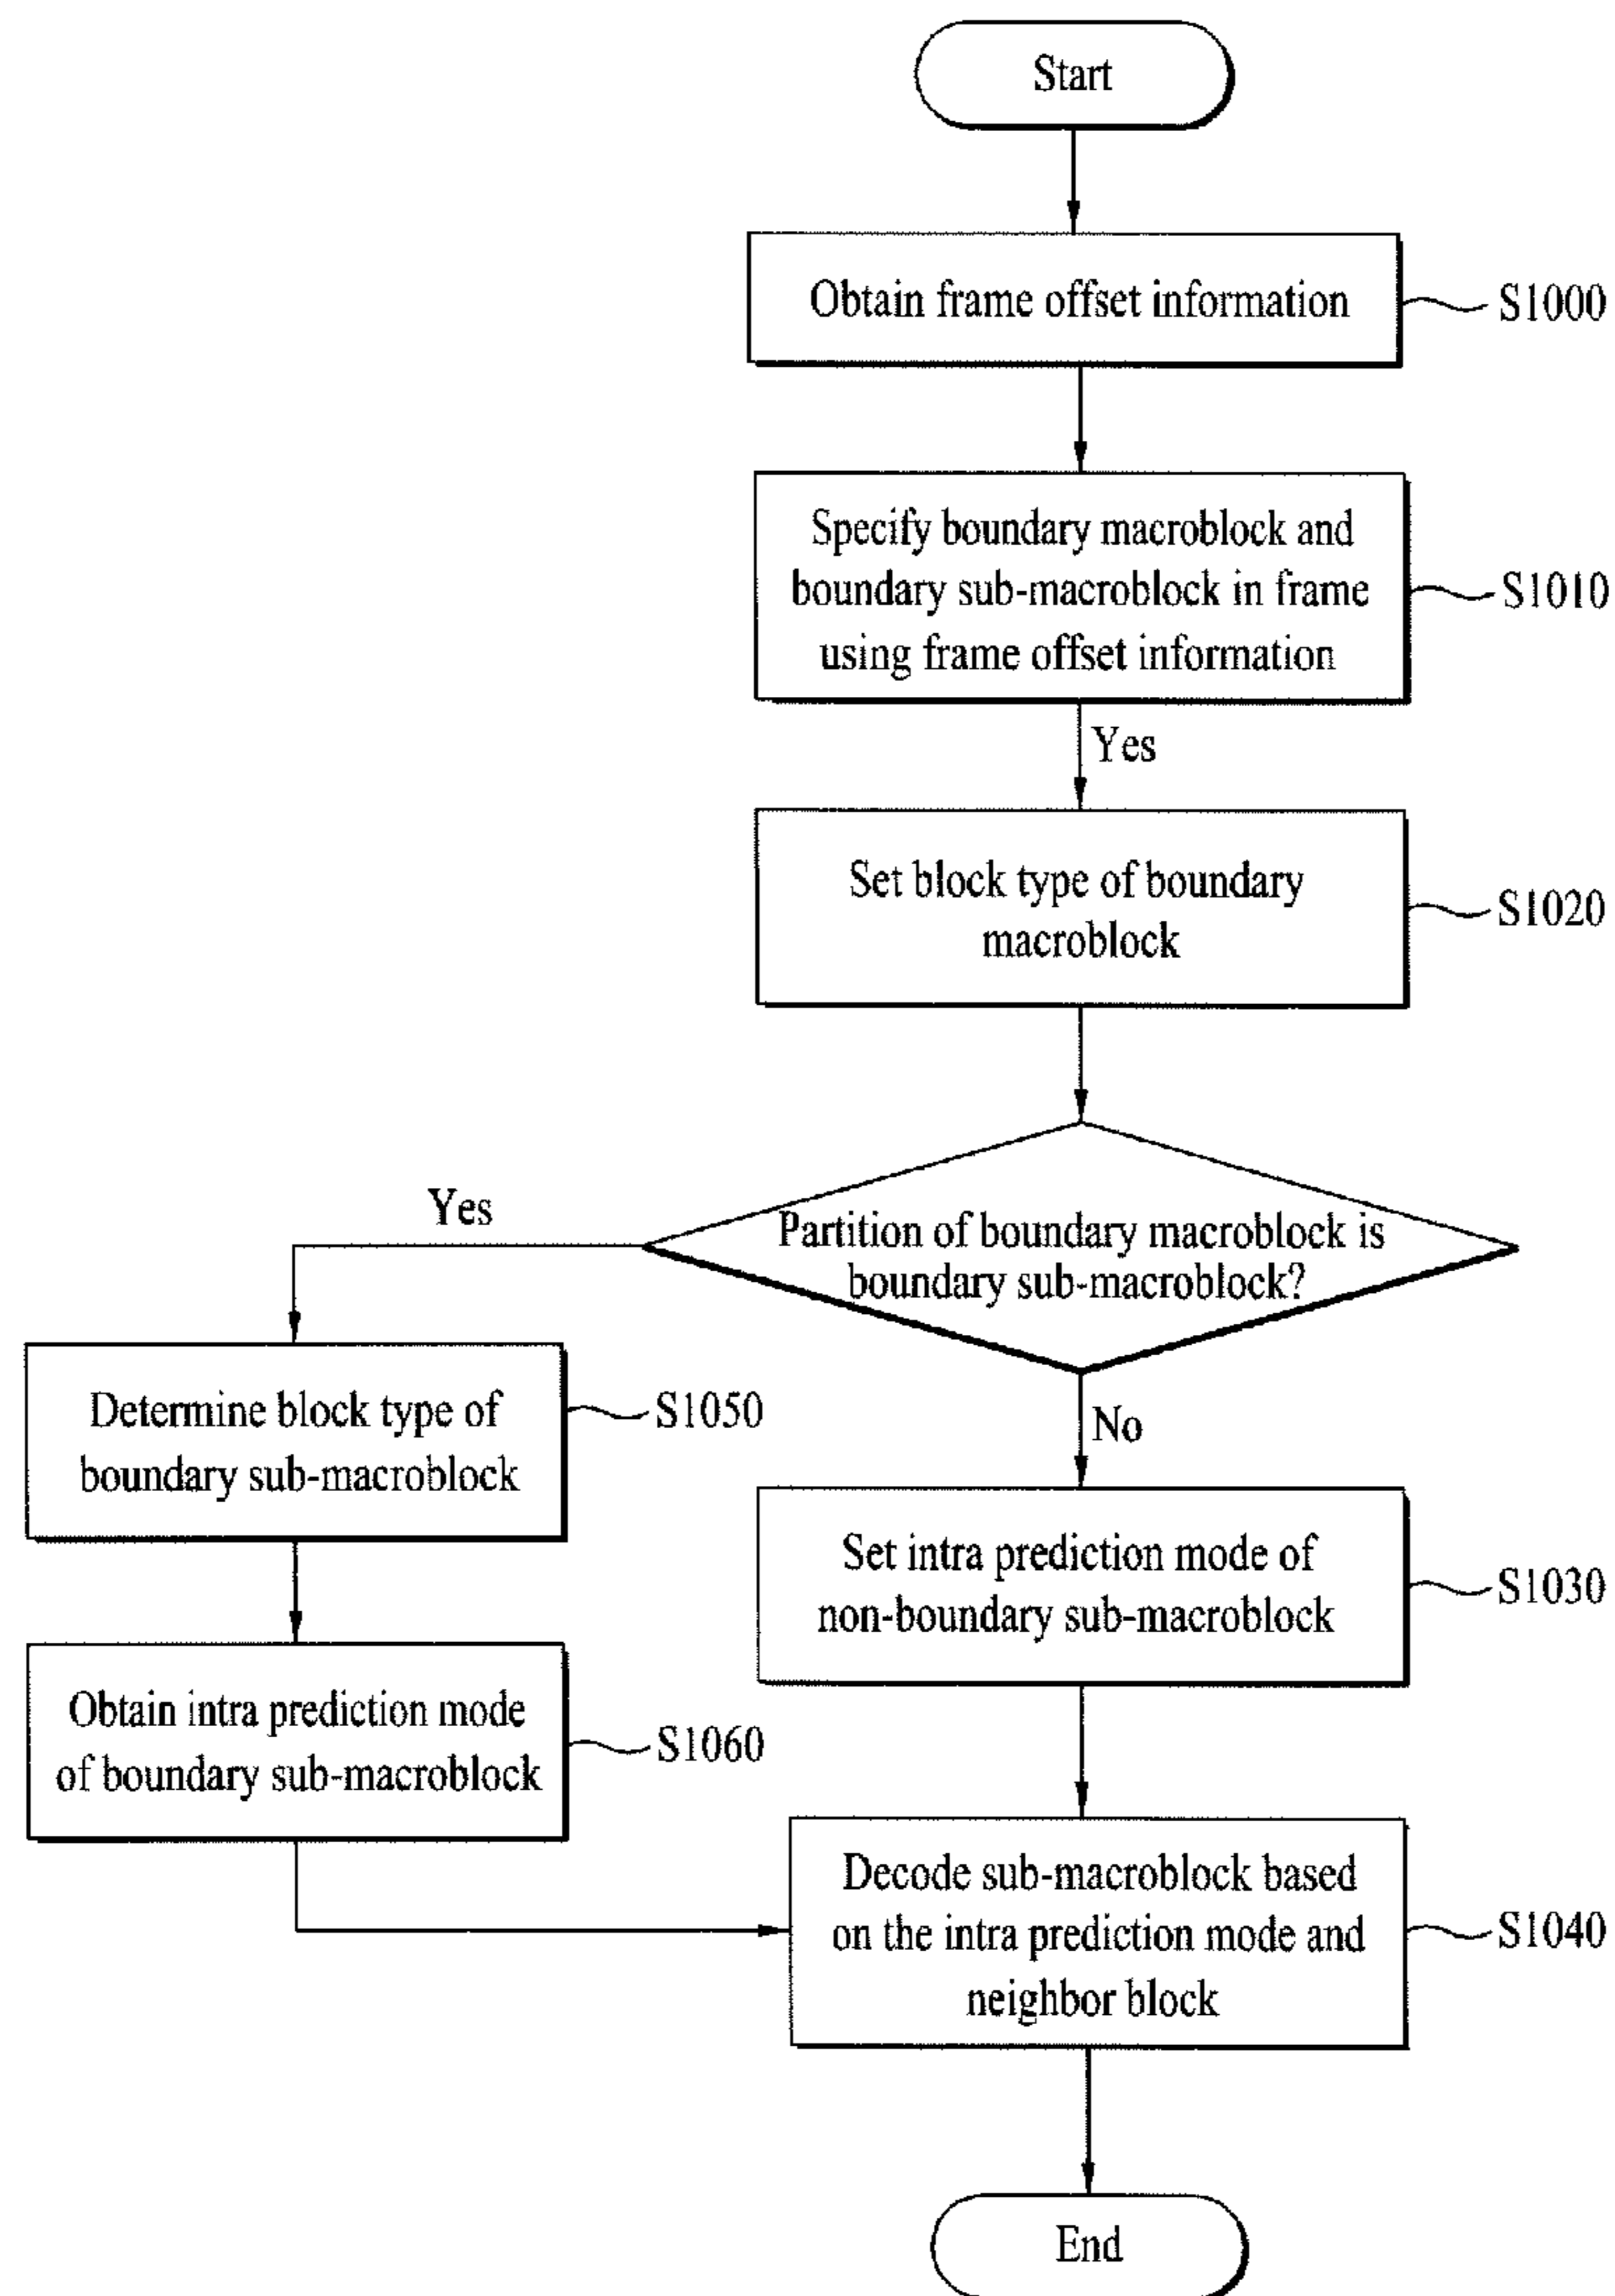 Start
Obtain frame offset information
S1000
Specify boundary macroblock and
boundary sub-macroblock in frame
using frame offset information
S1010
Yes
Set block type of boundary
macroblock
S1020
Partition of boundary macroblock is
boundary sub-macroblock?
Yes
Determine block type of
boundary sub-macroblock
S1050
Obtain intra prediction mode
of boundary sub-macroblock
S1060
No
Set intra prediction mode of
non-boundary sub-macroblock
S1030
Decode sub-macroblock based
on the intra prediction mode and
neighbor block
S1040
End